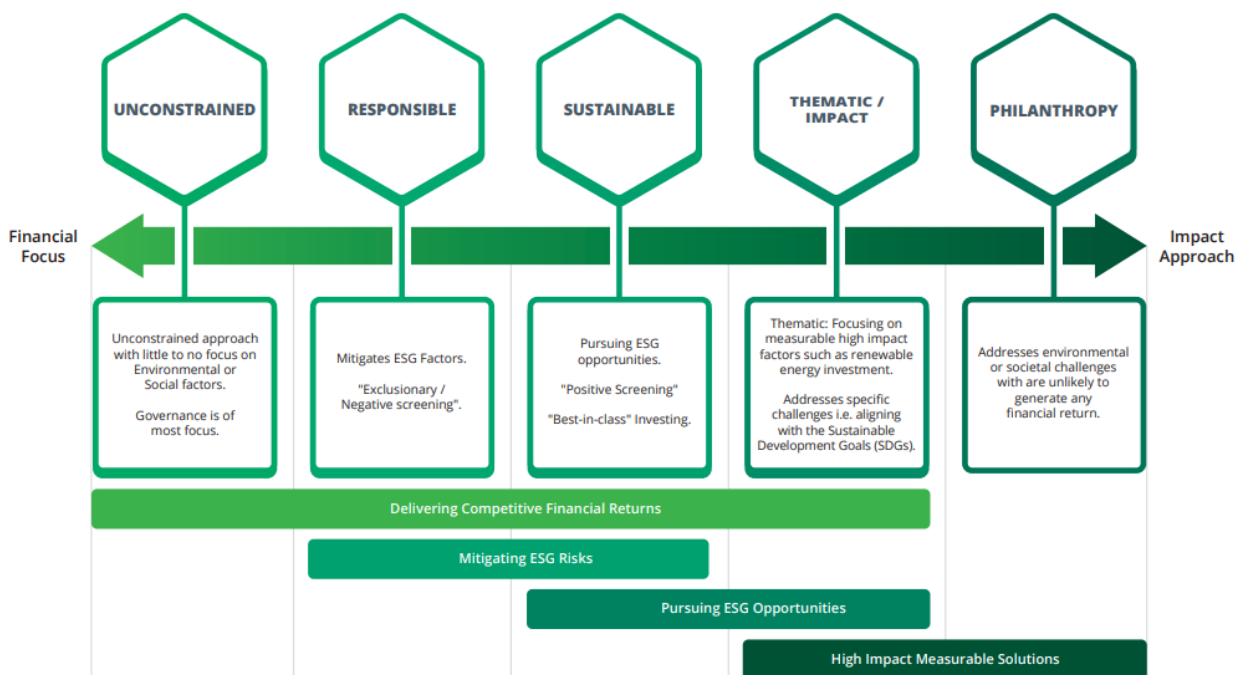 UNCONSTRAINED
RESPONSIBLE
SUSTAINABLE
THEMATIC /
IMPACT
PHILANTHROPY
Financial
Focus
Impact
Approach
Unconstrained approach
with little to no focus on
Environmental or
Social factors.
Governance is of
most focus.
Mitigates ESG Factors.
"Exclusionary /
Negative screening".
Pursuing ESG
opportunities.
"Positive Screening"
"Best-in-class" Investing.
Thematic: Focusing on
measurable high impact
factors such as renewable
energy investment.
Addresses specific
challenges i.e. aligning
with the Sustainable
Development Goals (SDGs).
Addresses environmental
or societal challenges
with are unlikely to
generate any
financial return.
Delivering Competitive Financial Returns
Mitigating ESG Risks
Pursuing ESG Opportunities
High Impact Measurable Solutions